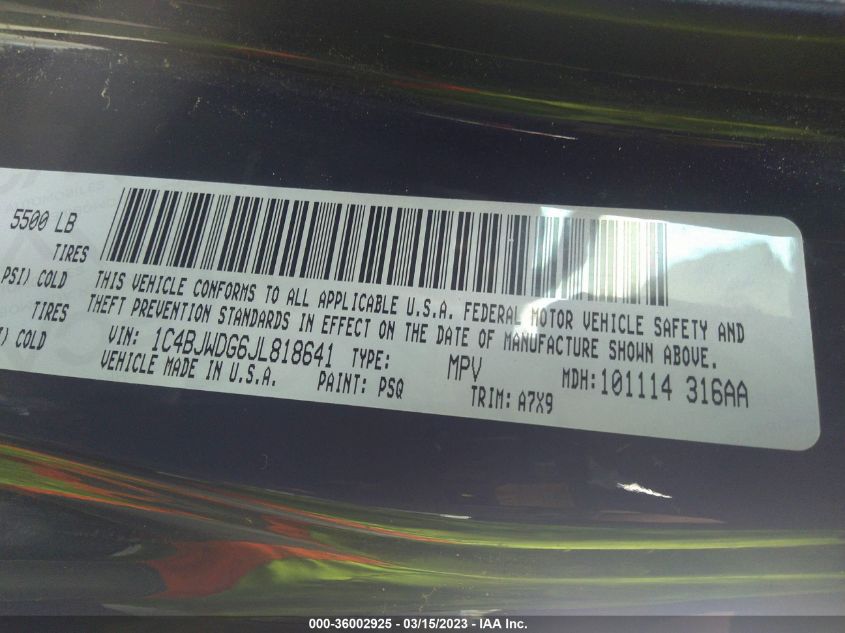 5500 LB
TIRES
PSI) COLD
TIRES
COLD
THIS VEHICLE CONFORMS TO ALL APPLICABLE U.S.A. FEDERAL MOTOR VEHICLE SAFETY AND
THEFT PREVENTION STANDARDS IN EFFECT ON THE DATE OF MANUFACTURE SHOWN ABOVE.
VIN: 1C4BJWDG6JL818641 TYPE: MPV MDH: 101114 316AA
VEHICLE MADE IN U.S.A. PAINT: PSQ TRIM: A7X9
000-36002925 - 03/15/2023 - IAA Inc.